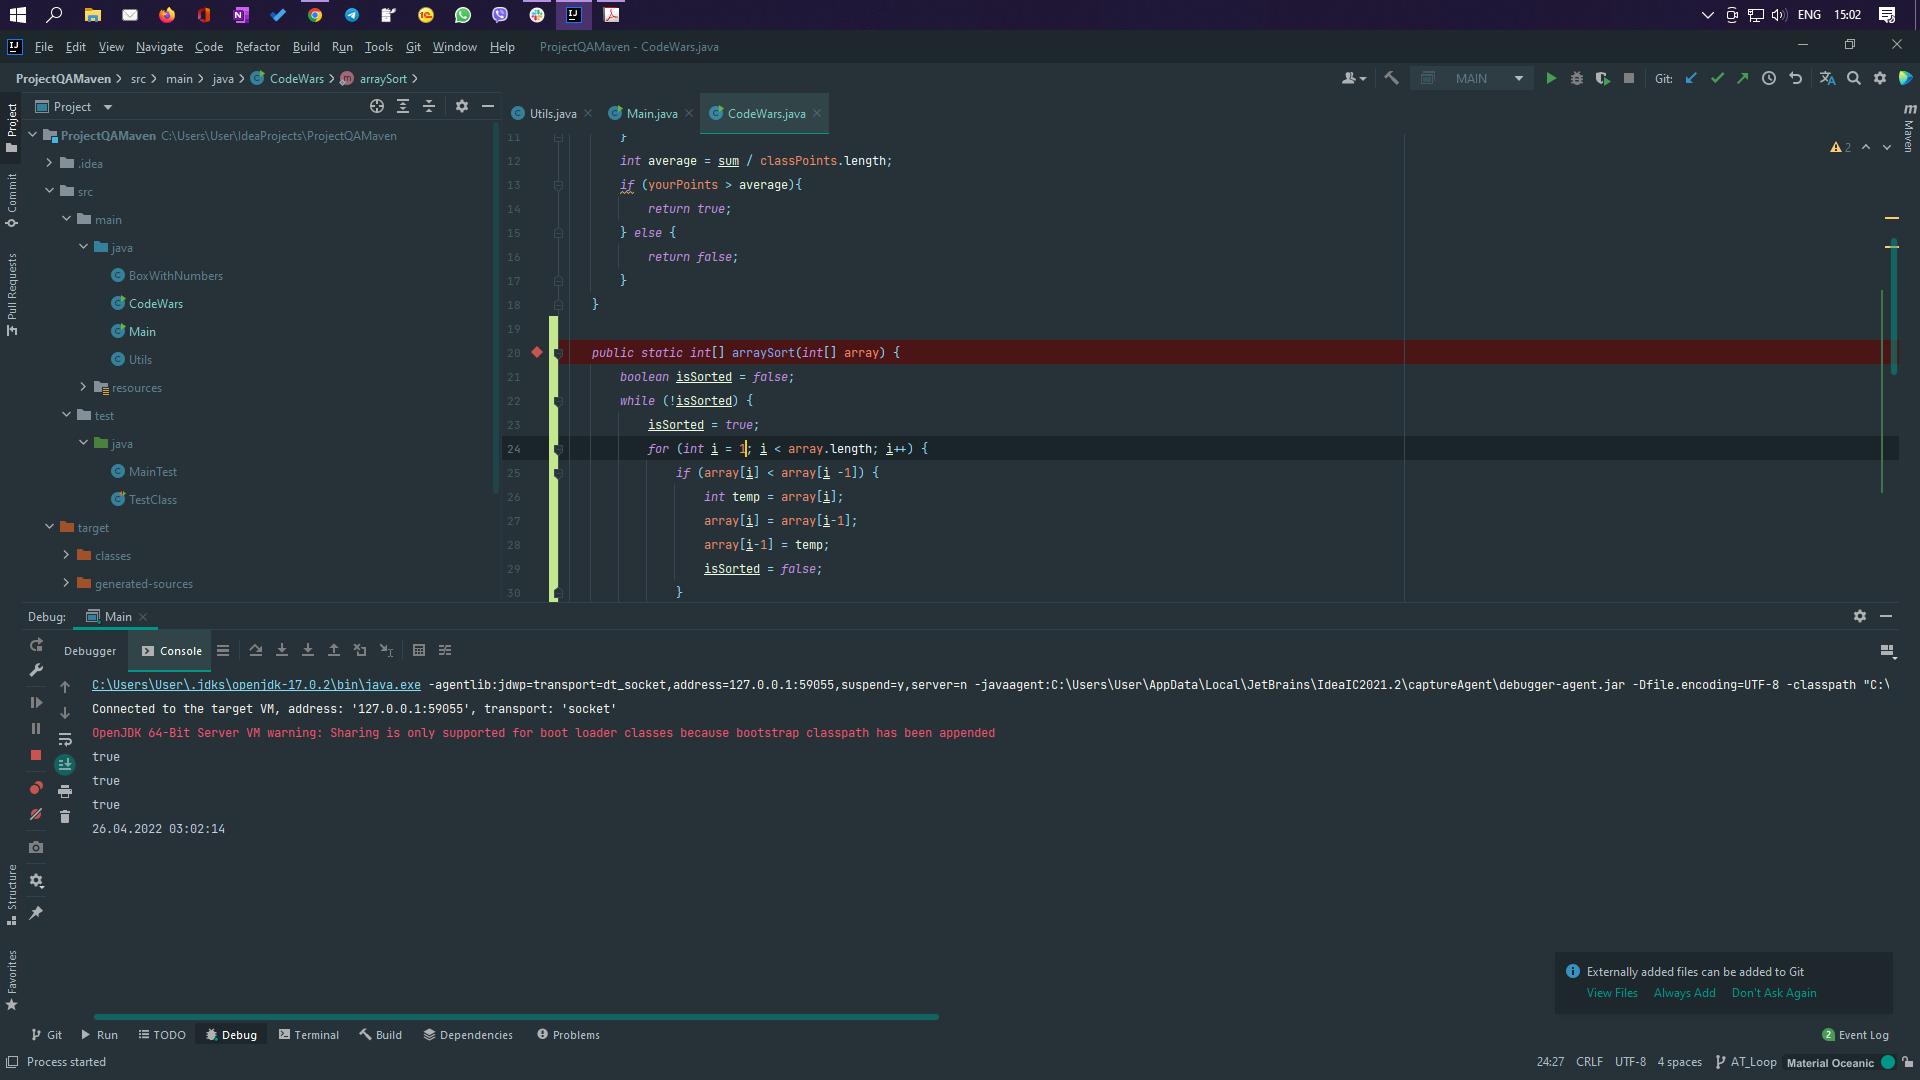 ENG 15:02
File Edit View Navigate Code Refactor Build Run Tools Git Window Help ProjectQAMaven - CodeWars.java
ProjectQAMaven src main java CodeWars arraySort MAIN Git:
Project
Utils.java Main.java CodeWars.java
Project
Commit
Pull Requests
Structure
Favorites
Maven
ProjectQAMaven C:\Users\User\IdeaProjects\ProjectQAMaven
.idea
src
main
java
BoxWithNumbers
CodeWars
Main
Utils
resources
test
java
MainTest
TestClass
target
classes
generated-sources
2
11 }
12 int average = sum / classPoints.length;
13 if (yourPoints > average){
14 return true;
15 } else {
16 return false;
17 }
18 }
19
20 public static int[] arraySort(int[] array) {
21 boolean isSorted = false;
22 while (!isSorted) {
23 isSorted = true;
24 for (int i = 1; i < array.length; i++) {
25 if (array[i] < array[i -1]) {
26 int temp = array[i];
27 array[i] = array[i-1];
28 array[i-1] = temp;
29 isSorted = false;
30 }
Debug: Main
Debugger Console
C:\Users\User\.jdks\openjdk-17.0.2\bin\java.exe -agentlib:jdwp=transport=dt_socket,address=127.0.0.1:59055,suspend=y,server=n -javaagent:C:\Users\User\AppData\Local\JetBrains\IdeaIC2021.2\captureAgent\debugger-agent.jar -Dfile.encoding=UTF-8 -classpath "C:\
Connected to the target VM, address: '127.0.0.1:59055', transport: 'socket'
OpenJDK 64-Bit Server VM warning: Sharing is only supported for boot loader classes because bootstrap classpath has been appended
true
true
true
26.04.2022 03:02:14
Externally added files can be added to Git
View Files Always Add Don't Ask Again
Git Run TODO Debug Terminal Build Dependencies Problems 2 Event Log
Process started 24:27 CRLF UTF-8 4 spaces AT_Loop Material Oceanic